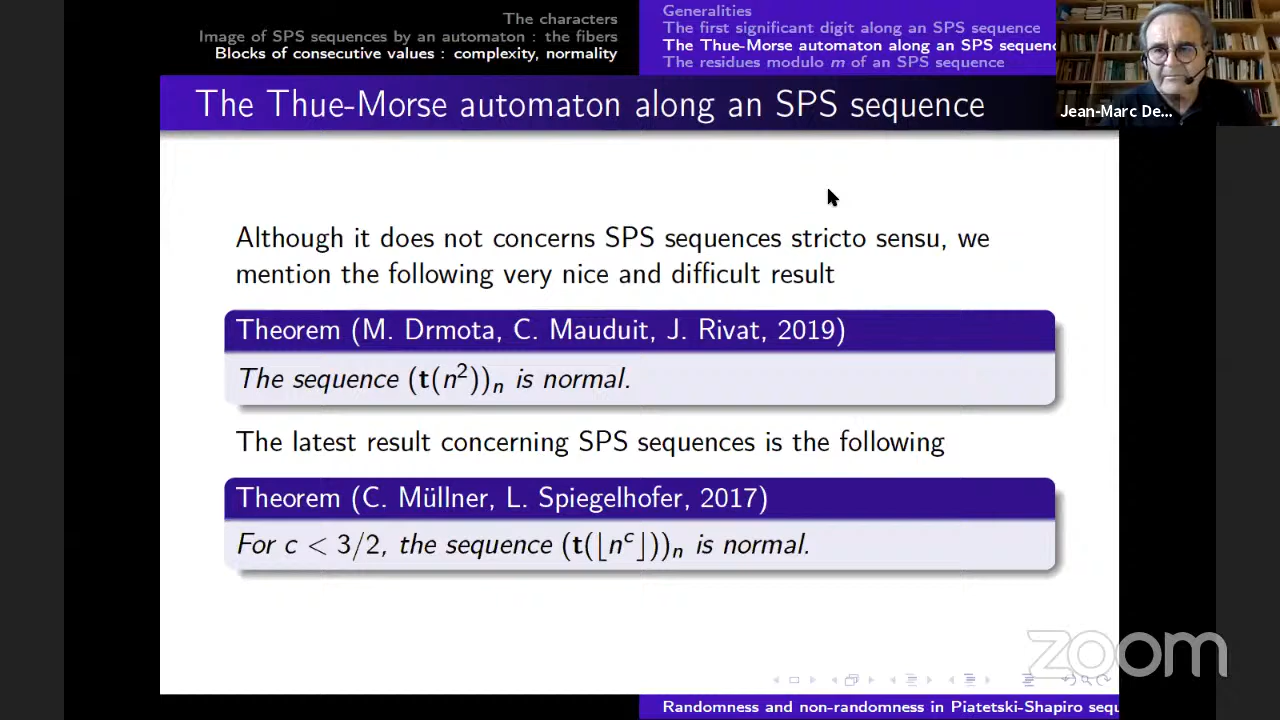 The characters
Image of SPS sequences by an automaton : the fibers
Blocks of consecutive values : complexity, normality
Generalities
The first significant digit along an SPS sequence
The Thue-Morse automaton along an SPS sequenc
The residues modulo m of an SPS sequence
The Thue-Morse automaton along an SPS sequence
Jean-Marc De...
Although it does not concerns SPS sequences stricto sensu, we
mention the following very nice and difficult result
Theorem (M. Drmota, C. Mauduit, J. Rivat, 2019)
The sequence (t(n²))ₙ is normal.
The latest result concerning SPS sequences is the following
Theorem (C. Müllner, L. Spiegelhofer, 2017)
For c < 3/2, the sequence (t(⌊nᶜ⌋))ₙ is normal.
zoom
Randomness and non-randomness in Piatetski-Shapiro sequ